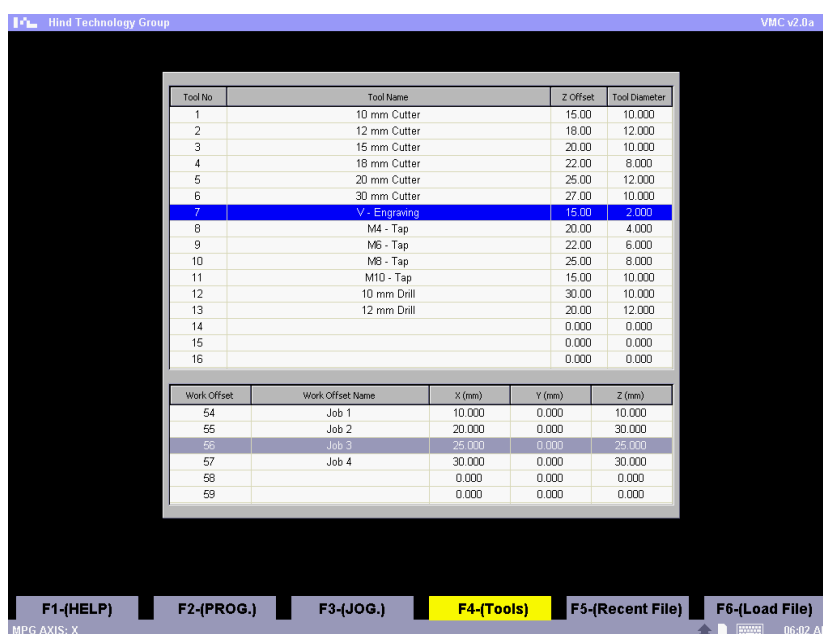 Hind Technology Group VMC v2.0a
Tool No Tool Name Z Offset Tool Diameter
1 10 mm Cutter 15.00 10.000
2 12 mm Cutter 18.00 12.000
3 15 mm Cutter 20.00 10.000
4 18 mm Cutter 22.00 8.000
5 20 mm Cutter 25.00 12.000
6 30 mm Cutter 27.00 10.000
7 V - Engraving 15.00 2.000
8 M4 - Tap 20.00 4.000
9 M6 - Tap 22.00 6.000
10 M8 - Tap 25.00 8.000
11 M10 - Tap 15.00 10.000
12 10 mm Drill 30.00 10.000
13 12 mm Drill 20.00 12.000
14 0.000 0.000
15 0.000 0.000
16 0.000 0.000
Work Offset Work Offset Name X (mm) Y (mm) Z (mm)
54 Job 1 10.000 0.000 10.000
55 Job 2 20.000 0.000 30.000
56 Job 3 25.000 0.000 25.000
57 Job 4 30.000 0.000 30.000
58 0.000 0.000 0.000
59 0.000 0.000 0.000
F1-(HELP) F2-(PROG.) F3-(JOG.) F4-(Tools) F5-(Recent File) F6-(Load File)
MPG AXIS: X 06:02